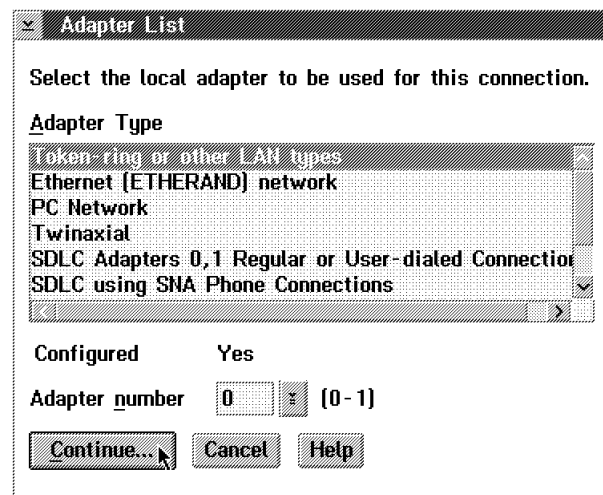 Adapter List
Select the local adapter to be used for this connection.
Adapter Type
Token-ring or other LAN types
Ethernet (ETHERAND) network
PC Network
Twinaxial
SDLC Adapters 0,1 Regular or User-dialed Connection
SDLC using SNA Phone Connections
Configured Yes
Adapter number 0 (0-1)
Continue... Cancel Help